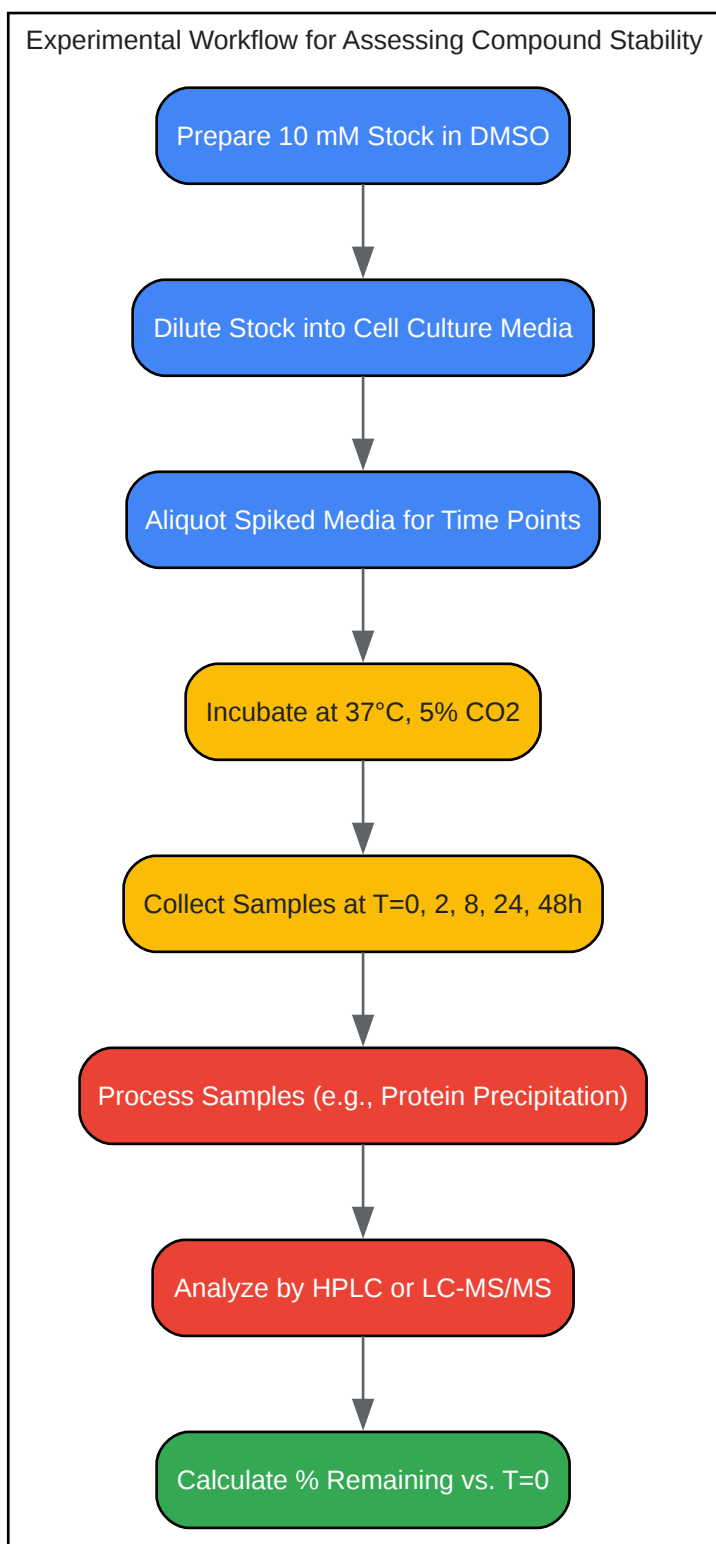 Experimental Workflow for Assessing Compound Stability
Prepare 10 mM Stock in DMSO
Dilute Stock into Cell Culture Media
Aliquot Spiked Media for Time Points
Incubate at 37°C, 5% CO2
Collect Samples at T=0, 2, 8, 24, 48h
Process Samples (e.g., Protein Precipitation)
Analyze by HPLC or LC-MS/MS
Calculate % Remaining vs. T=0